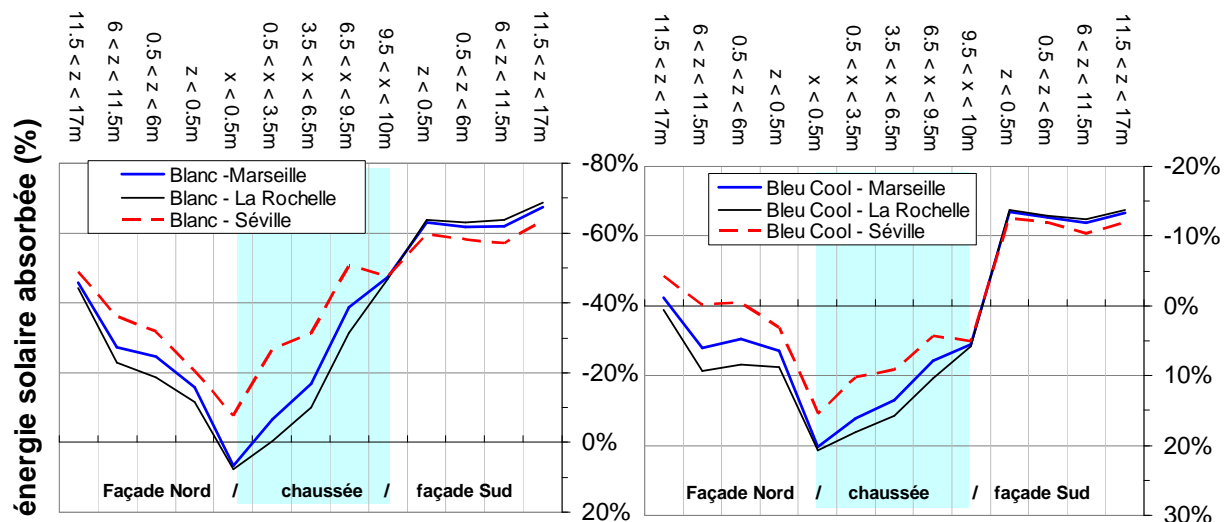 énergie solaire absorbée (%)
11.5 < z < 17m
6 < z < 11.5m
0.5 < z < 6m
z < 0.5m
x < 0.5m
0.5 < x < 3.5m
3.5 < x < 6.5m
6.5 < x < 9.5m
9.5 < x < 10m
z < 0.5m
0.5 < z < 6m
6 < z < 11.5m
11.5 < z < 17m
Blanc -Marseille
Blanc - La Rochelle
Blanc - Séville
-80%
-60%
-40%
-20%
0%
20%
Façade Nord / chaussée / façade Sud
11.5 < z < 17m
6 < z < 11.5m
0.5 < z < 6m
z < 0.5m
x < 0.5m
0.5 < x < 3.5m
3.5 < x < 6.5m
6.5 < x < 9.5m
9.5 < x < 10m
z < 0.5m
0.5 < z < 6m
6 < z < 11.5m
11.5 < z < 17m
Bleu Cool - Marseille
Bleu Cool - La Rochelle
Bleu Cool - Séville
-20%
-10%
0%
10%
20%
30%
Façade Nord / chaussée / façade Sud